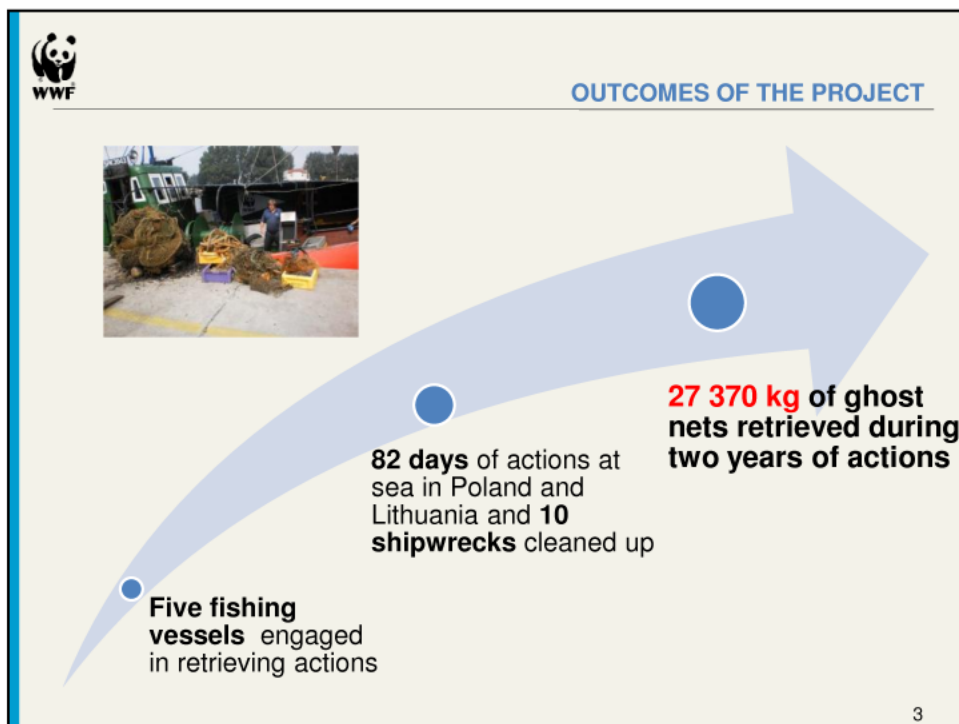 WWF
OUTCOMES OF THE PROJECT
27 370 kg of ghost
nets retrieved during
two years of actions
82 days of actions at
sea in Poland and
Lithuania and 10
shipwrecks cleaned up
Five fishing
vessels engaged
in retrieving actions
3